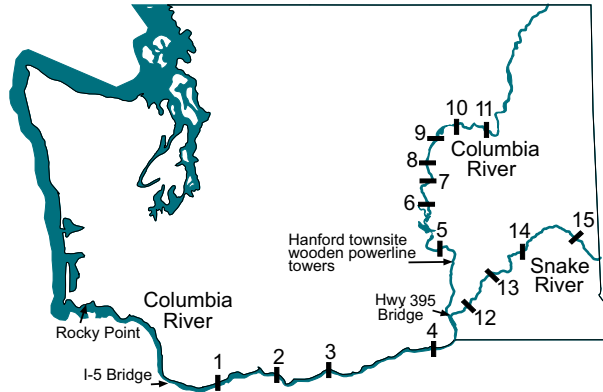 10 11
9
Columbia
River
8
7
6
5
Hanford townsite
wooden powerline
towers
15
14
Snake
River
13
12
Hwy 395
Bridge
Columbia
River
Rocky Point
4
3
2
1
I-5 Bridge